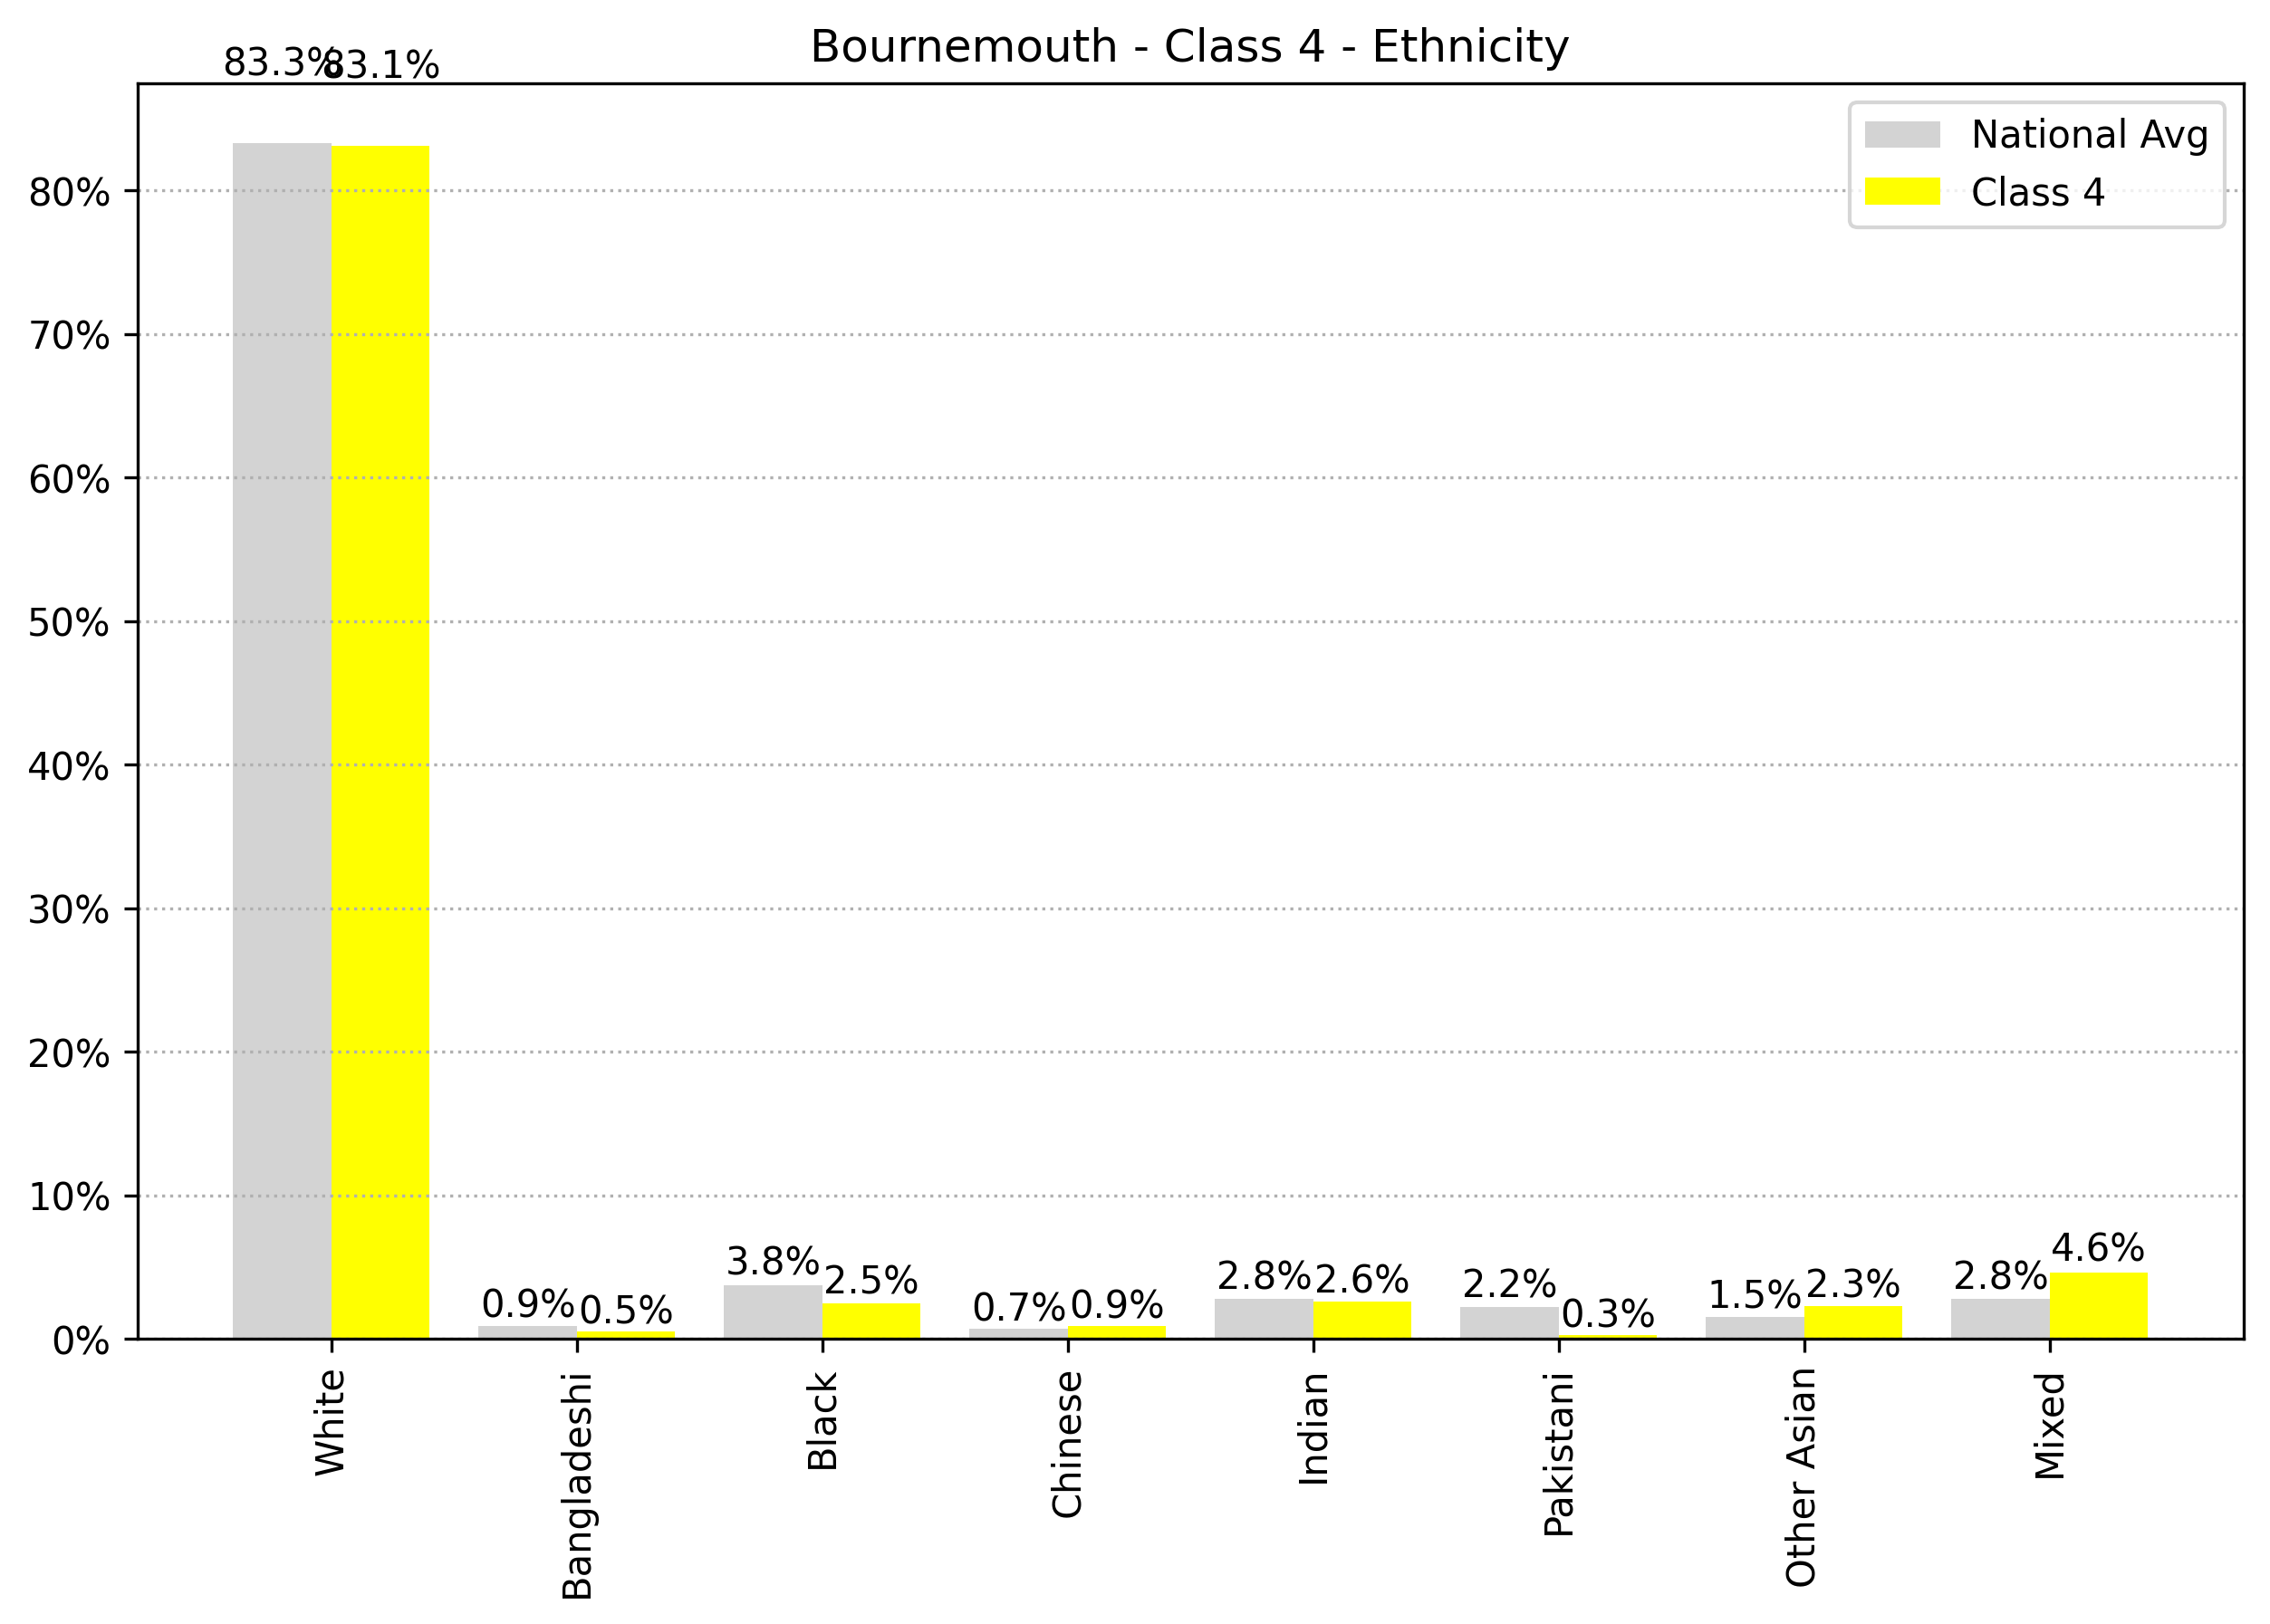 Bournemouth - Class 4 - Ethnicity
83.3% 83.1%
National Avg
Class 4
80%
70%
60%
50%
40%
30%
20%
10%
0%
0.9% 0.5%
3.8% 2.5%
0.7% 0.9%
2.8% 2.6%
2.2% 0.3%
1.5% 2.3%
2.8% 4.6%
White
Bangladeshi
Black
Chinese
Indian
Pakistani
Other Asian
Mixed